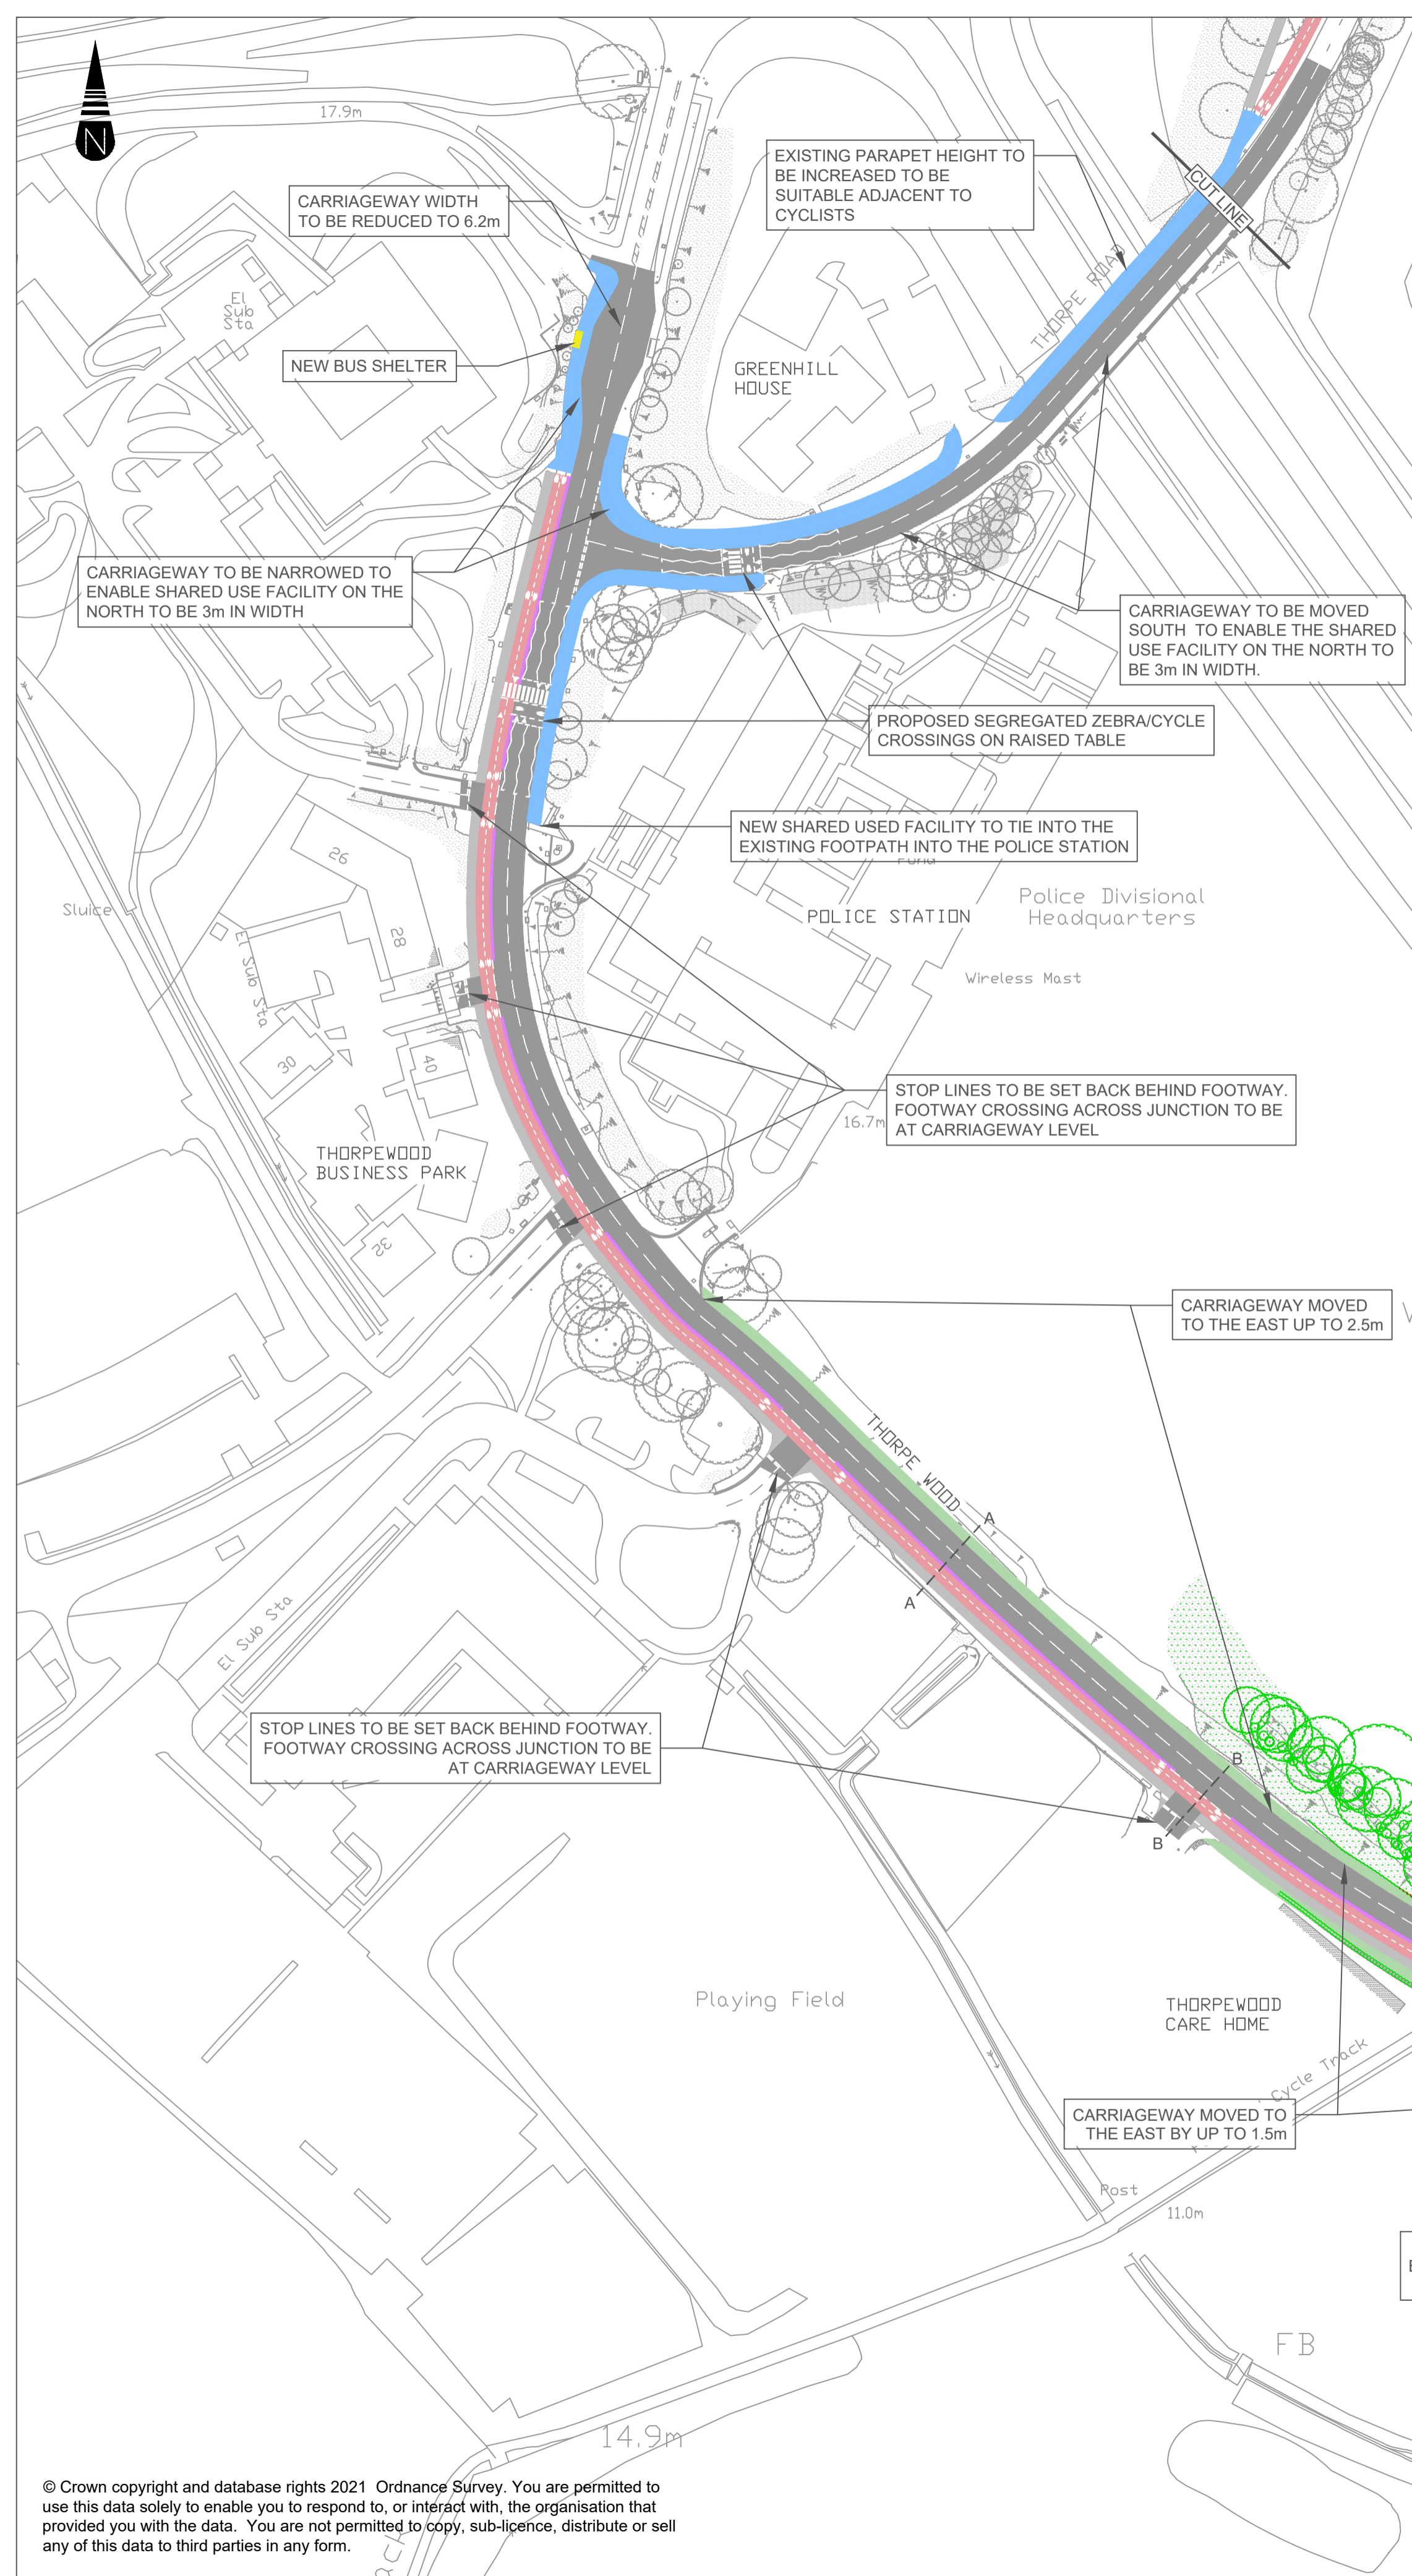 N
17.9m
CARRIAGEWAY WIDTH
TO BE REDUCED TO 6.2m
EXISTING PARAPET HEIGHT TO
BE INCREASED TO BE
SUITABLE ADJACENT TO
CYCLISTS
CUT LINE
THORPE ROAD
El
Sub
Sta
NEW BUS SHELTER
GREENHILL
HOUSE
CARRIAGEWAY TO BE NARROWED TO
ENABLE SHARED USE FACILITY ON THE
NORTH TO BE 3m IN WIDTH
CARRIAGEWAY TO BE MOVED
SOUTH TO ENABLE THE SHARED
USE FACILITY ON THE NORTH TO
BE 3m IN WIDTH.
PROPOSED SEGREGATED ZEBRA/CYCLE
CROSSINGS ON RAISED TABLE
NEW SHARED USED FACILITY TO TIE INTO THE
EXISTING FOOTPATH INTO THE POLICE STATION
26
Sluice
28
El Sub Sta
POLICE STATION
Police Divisional
Headquarters
Wireless Mast
30
40
STOP LINES TO BE SET BACK BEHIND FOOTWAY.
FOOTWAY CROSSING ACROSS JUNCTION TO BE
AT CARRIAGEWAY LEVEL
16.7m
THORPEWOOD
BUSINESS PARK
32
CARRIAGEWAY MOVED
TO THE EAST UP TO 2.5m
THORPE WOOD
A
A
El Sub Sta
STOP LINES TO BE SET BACK BEHIND FOOTWAY.
FOOTWAY CROSSING ACROSS JUNCTION TO BE
AT CARRIAGEWAY LEVEL
B
B
Playing Field
THORPEWOOD
CARE HOME
Cycle Track
CARRIAGEWAY MOVED TO
THE EAST BY UP TO 1.5m
Post
11.0m
FB
14.9m
© Crown copyright and database rights 2021 Ordnance Survey. You are permitted to
use this data solely to enable you to respond to, or interact with, the organisation that
provided you with the data. You are not permitted to copy, sub-licence, distribute or sell
any of this data to third parties in any form.